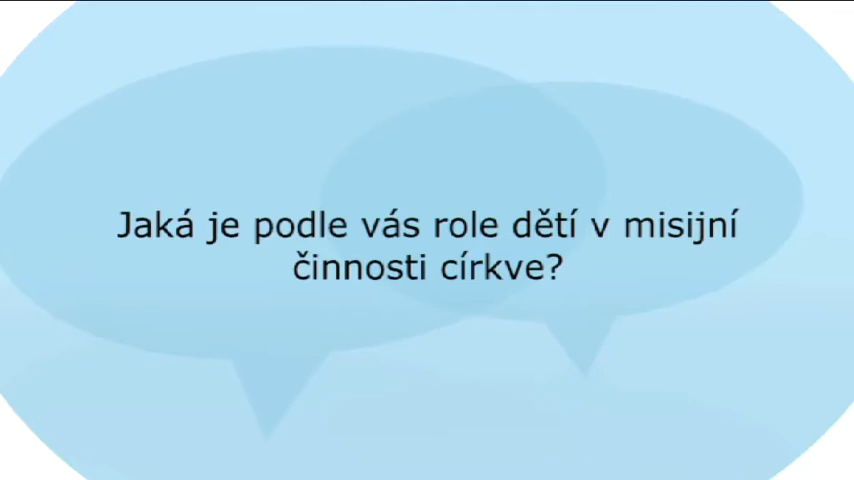 Jaká je podle vás role dětí v misijní
činnosti církve?